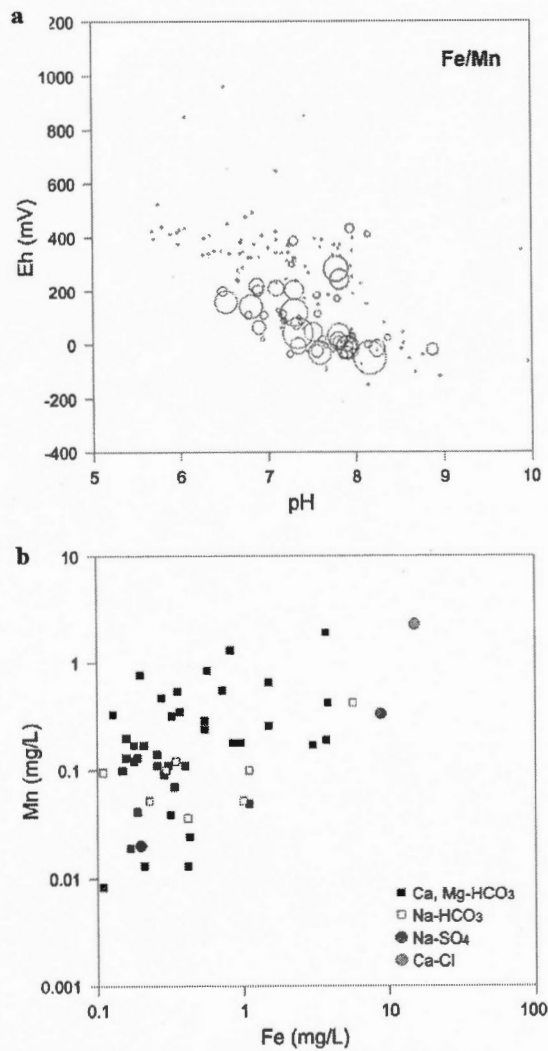 a
Fe/Mn
120
1000
800
600
400
200
0
-200
-400
Eh (mV)
5 6 7 8 9 10
pH
b
10
1
0.1
0.01
0.001
Mn (mg/L)
Ca, Mg-HCO₃
Na-HCO₃
Na-SO₄
Ca-Cl
0.1 1 10 100
Fe (mg/L)